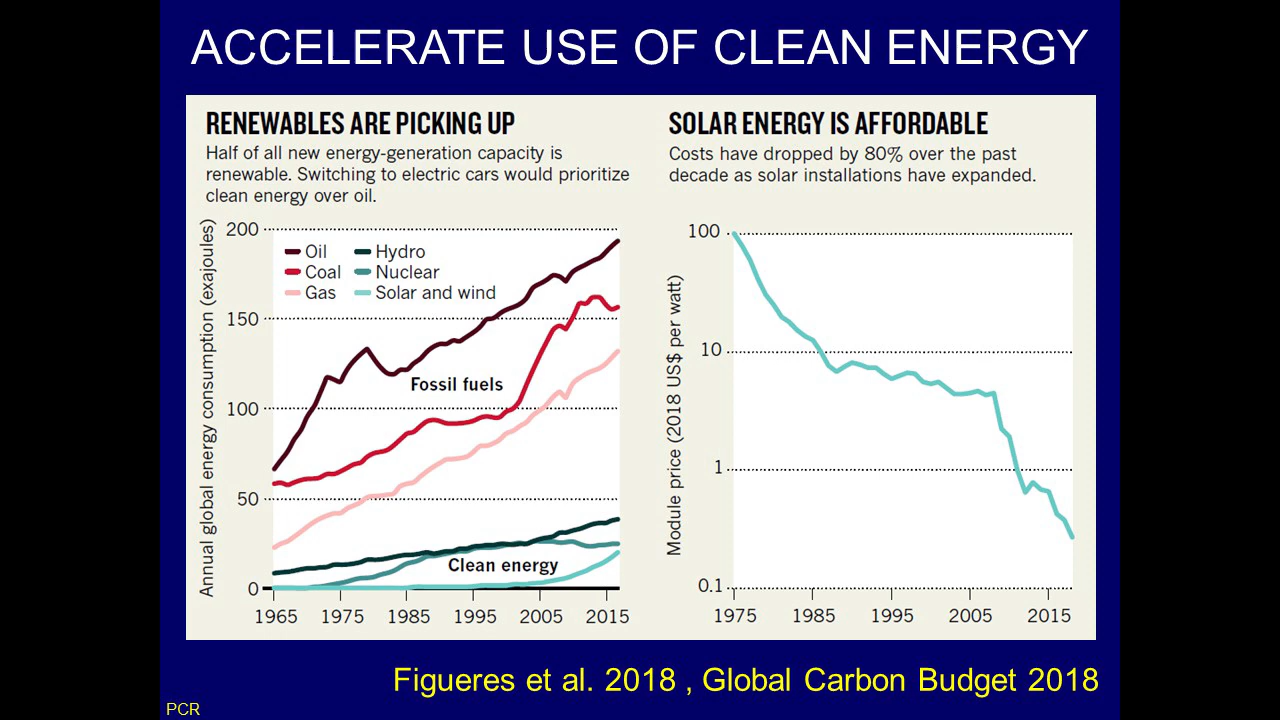 ACCELERATE USE OF CLEAN ENERGY
RENEWABLES ARE PICKING UP
Half of all new energy-generation capacity is
renewable. Switching to electric cars would prioritize
clean energy over oil.
Annual global energy consumption (exajoules)
200
150
100
50
0
Oil
Coal
Gas
Hydro
Nuclear
Solar and wind
Fossil fuels
Clean energy
1965 1975 1985 1995 2005 2015
SOLAR ENERGY IS AFFORDABLE
Costs have dropped by 80% over the past
decade as solar installations have expanded.
Module price (2018 US$ per watt)
100
10
1
0.1
1975 1985 1995 2005 2015
Figueres et al. 2018 , Global Carbon Budget 2018
PCR